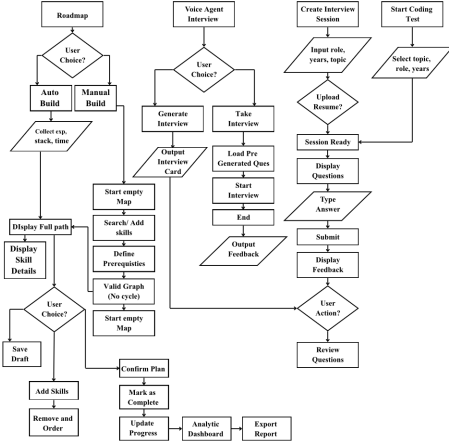 Roadmap
Voice Agent
Interview
Create Interview
Session
Start Coding
Test
User
Choice?
User
Choice?
Input role,
years, topic
Select topic,
role, years
Auto
Build
Manual
Build
Upload
Resume?
Generate
Interview
Take
Interview
Collect exp,
stack, time
Session Ready
Output
Interview
Card
Load Pre
Generated Ques
Display
Questions
Start empty
Map
Start
Interview
Type
Answer
Search/ Add
skills
End
DIsplay Full path
Submit
Display
Skill
Details
Define
Prerequisties
Output
Feedback
Display
Feedback
Valid Graph
(No cycle)
User
Choice?
User
Action?
Start empty
Map
Save
Draft
Review
Questions
Confirm Plan
Add Skills
Mark as
Complete
Remove and
Order
Update
Progress
Analytic
Dashboard
Export
Report